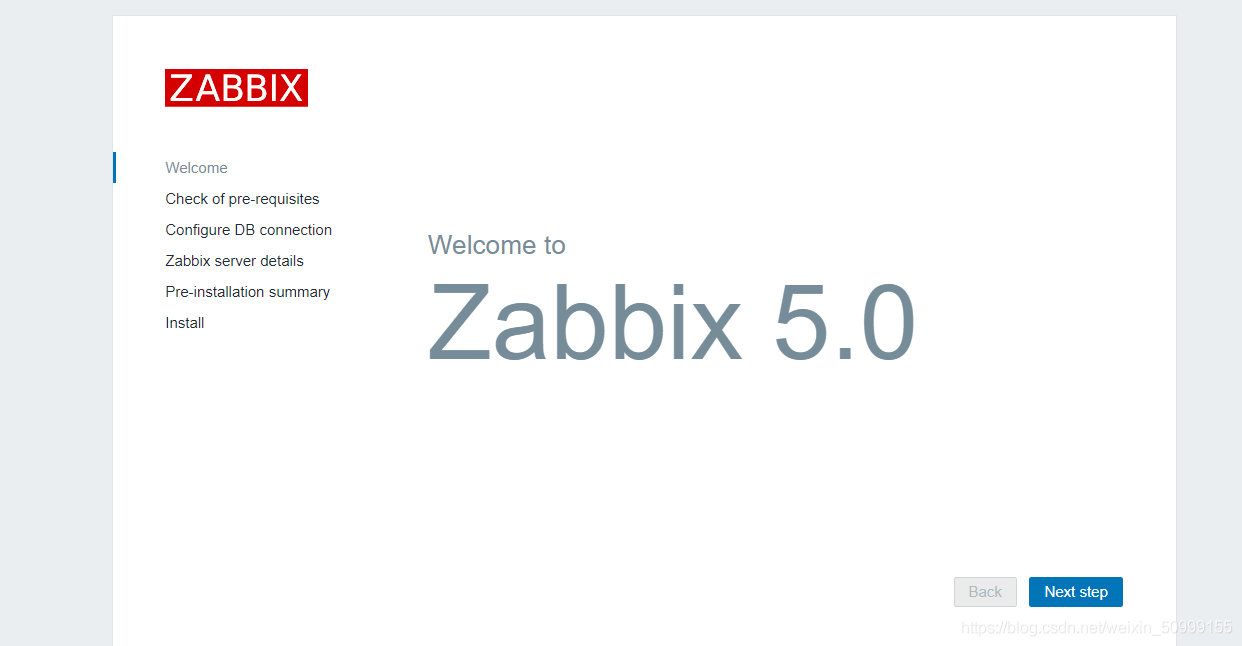 ZABBIX
Welcome
Check of pre-requisites
Configure DB connection
Zabbix server details
Pre-installation summary
Install
Welcome to
Zabbix 5.0
Back
Next step
https://blog.csdn.net/weixin_50999155